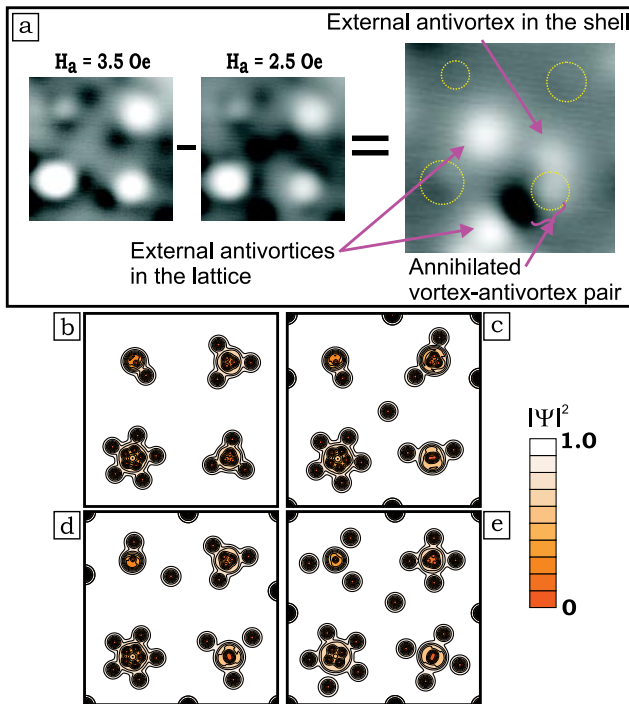 a
External antivortex in the shell
Hₐ = 3.5 Oe
Hₐ = 2.5 Oe
− =
External antivortices
in the lattice
Annihilated
vortex-antivortex pair
b
c
|Ψ|²
1.0
0
d
e